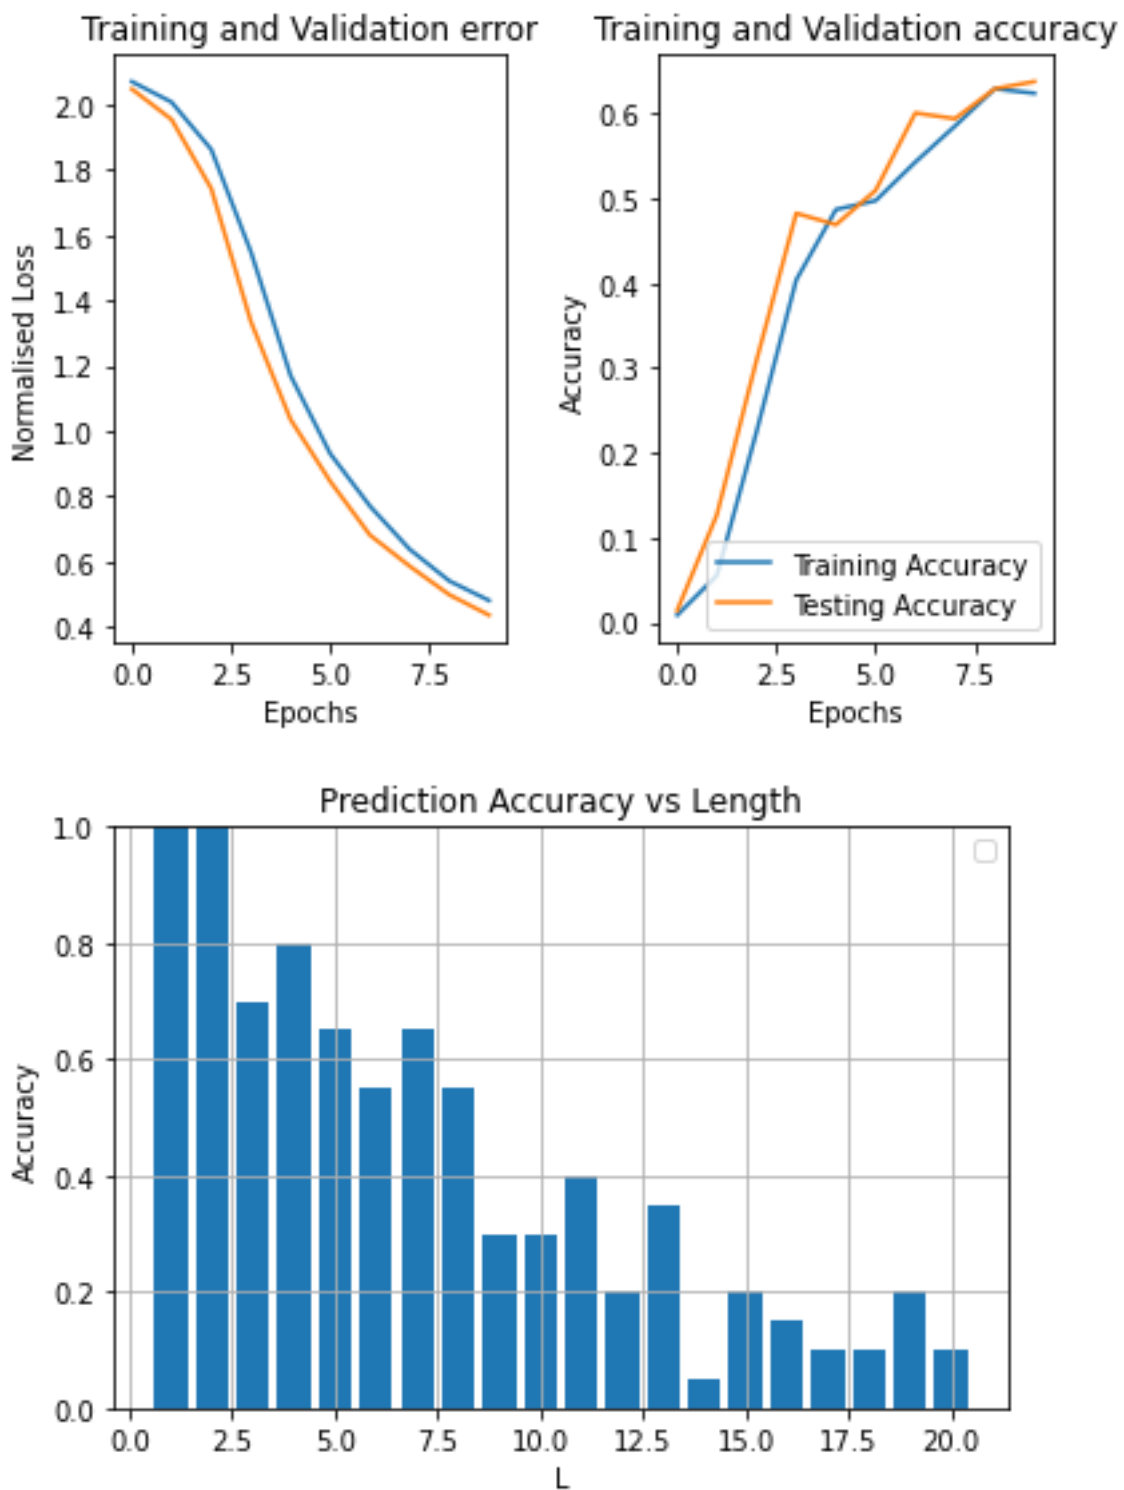 Training and Validation error
Training and Validation accuracy
2.0
1.8
1.6
1.4
1.2
1.0
0.8
0.6
0.4
Normalised Loss
0.0 2.5 5.0 7.5
Epochs
0.6
0.5
0.4
0.3
0.2
0.1
0.0
Accuracy
Training Accuracy
Testing Accuracy
0.0 2.5 5.0 7.5
Epochs
Prediction Accuracy vs Length
1.0
0.8
0.6
0.4
0.2
0.0
Accuracy
0.0 2.5 5.0 7.5 10.0 12.5 15.0 17.5 20.0
L